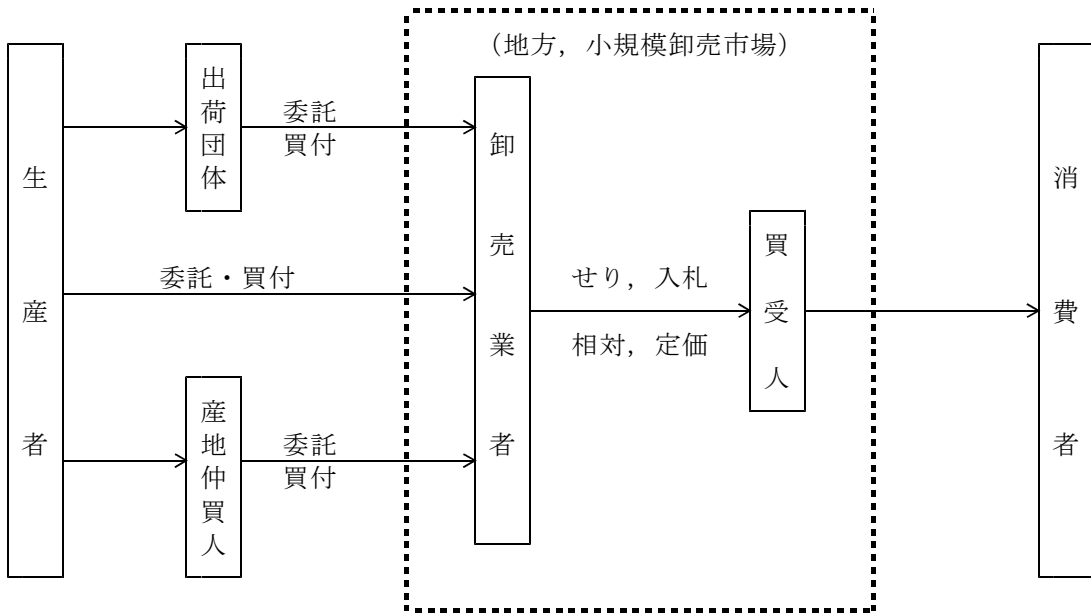 （地方，小規模卸売市場）
生産者
出荷団体
委託
買付
委託・買付
産地仲買人
委託
買付
卸売業者
せり，入札
相対，定価
買受人
消費者